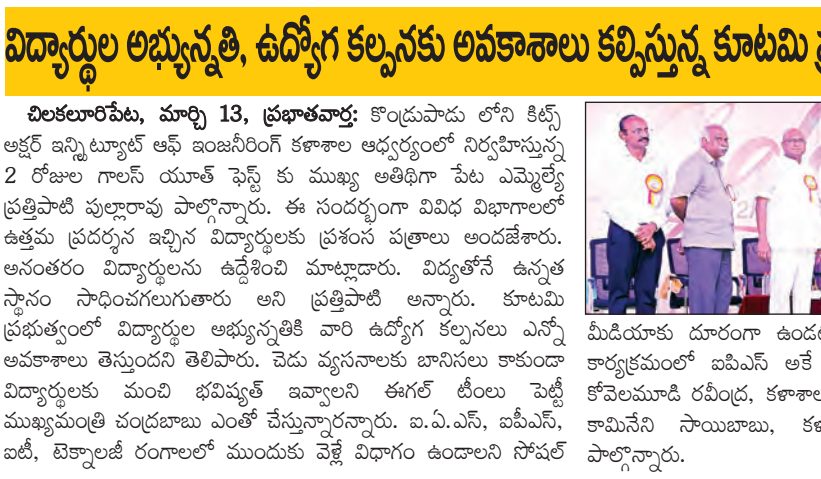 విద్యార్థుల అభ్యున్నతి, ఉద్యోగ కల్పనకు అవకాశాలు కల్పిస్తున్న కూటమి
చిలకలూరిపేట, మార్చి 13, ప్రభాతవార్త: కొండ్రుపాడు లోని కిట్స్
అక్షర్ ఇన్స్టిట్యూట్ ఆఫ్ ఇంజనీరింగ్ కళాశాల ఆధ్వర్యంలో నిర్వహిస్తున్న
2 రోజుల గాలస్ యూత్ ఫెస్ట్ కు ముఖ్య అతిథిగా పేట ఎమ్మెల్యే
ప్రత్తిపాటి పుల్లారావు పాల్గొన్నారు. ఈ సందర్భంగా వివిధ విభాగాలలో
ఉత్తమ ప్రదర్శన ఇచ్చిన విద్యార్థులకు ప్రశంస పత్రాలు అందజేశారు.
అనంతరం విద్యార్థులను ఉద్దేశించి మాట్లాడారు. విద్యతోనే ఉన్నత
స్థానం సాధించగలుగుతారు అని ప్రత్తిపాటి అన్నారు. కూటమి
ప్రభుత్వంలో విద్యార్థుల అభ్యున్నతికి వారి ఉద్యోగ కల్పనలు ఎన్నో
అవకాశాలు తెస్తుందని తెలిపారు. చెడు వ్యసనాలకు బానిసలు కాకుండా
విద్యార్థులకు మంచి భవిష్యత్ ఇవ్వాలని ఈగల్ టీంలు పెట్టీ
ముఖ్యమంత్రి చంద్రబాబు ఎంతో చేస్తున్నారన్నారు. ఐ.ఏ.ఎస్, ఐపీఎస్,
ఐటీ, టెక్నాలజీ రంగాలలో ముందుకు వెళ్లే విధాగం ఉండాలని సోషల్
మీడియాకు దూరంగా
కార్యక్రమంలో ఐపిఎస్ అకే
కోవెలమూడి రవీంద్ర,
కామినేని సాయిబాబు,
పాల్గొన్నారు.